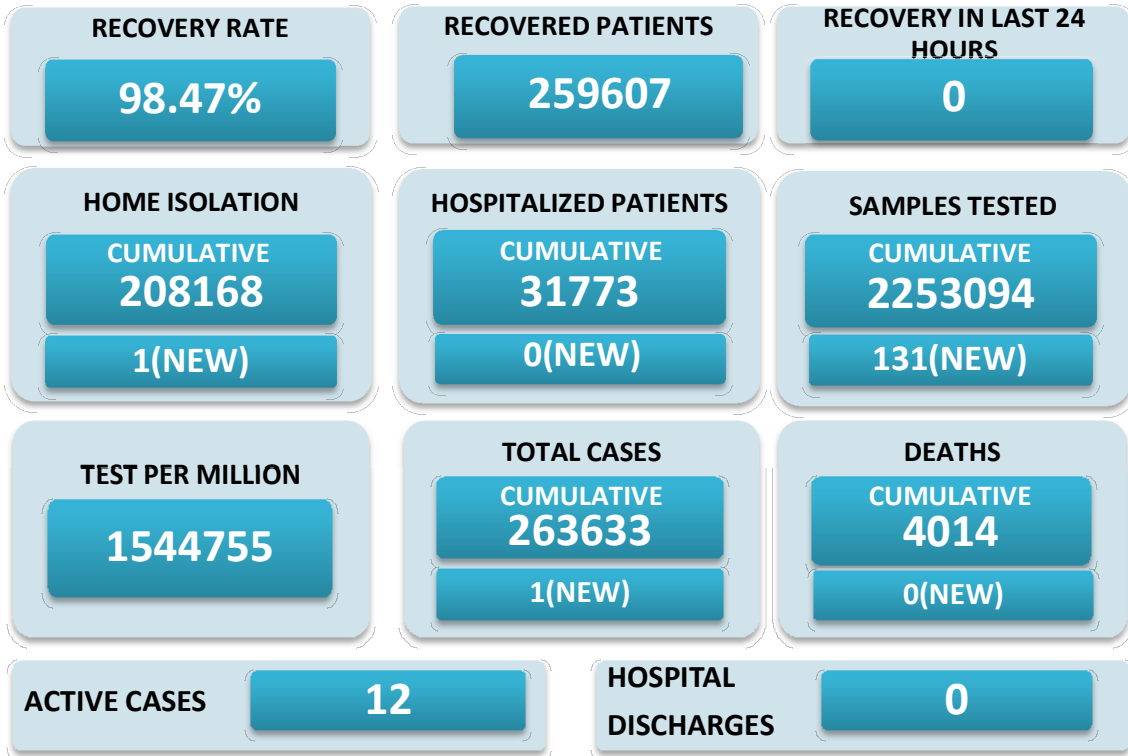 RECOVERY RATE
98.47%
RECOVERED PATIENTS
259607
RECOVERY IN LAST 24
HOURS
0
HOME ISOLATION
CUMULATIVE
208168
1(NEW)
HOSPITALIZED PATIENTS
CUMULATIVE
31773
0(NEW)
SAMPLES TESTED
CUMULATIVE
2253094
131(NEW)
TEST PER MILLION
1544755
TOTAL CASES
CUMULATIVE
263633
1(NEW)
DEATHS
CUMULATIVE
4014
0(NEW)
ACTIVE CASES
12
HOSPITAL
DISCHARGES
0